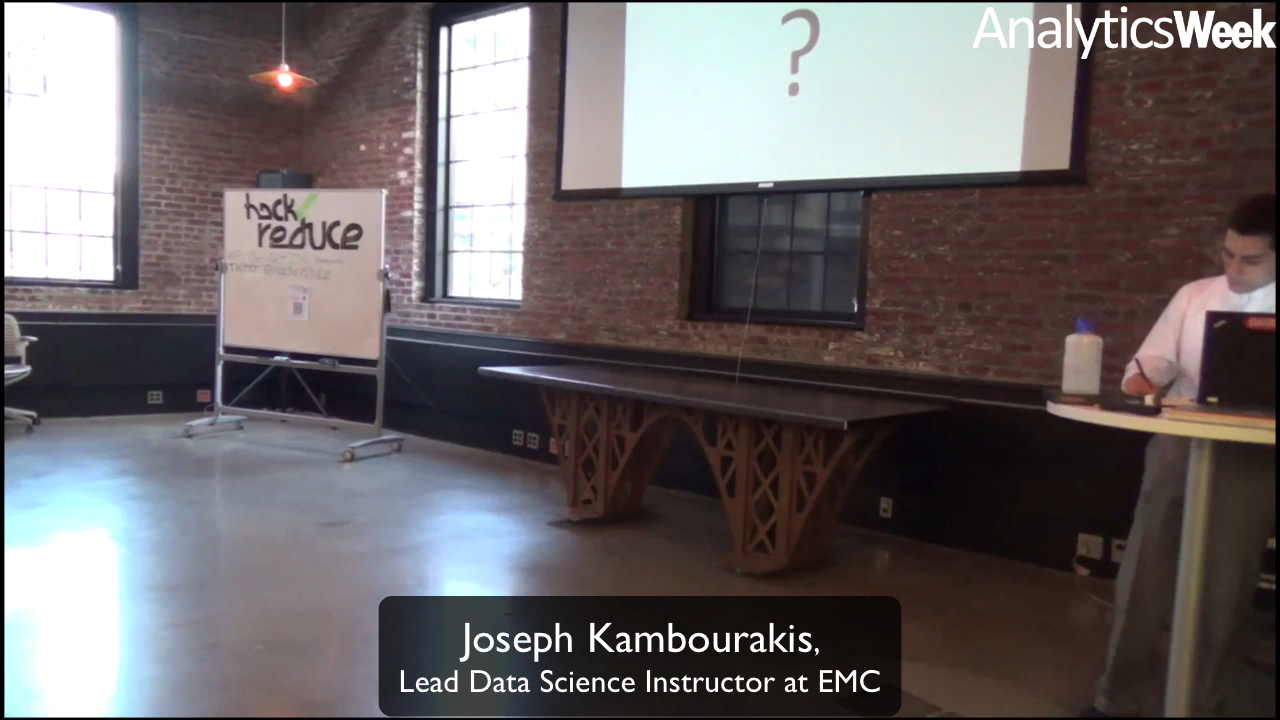 AnalyticsWeek
?
hack/
reduce
Joseph Kambourakis,
Lead Data Science Instructor at EMC